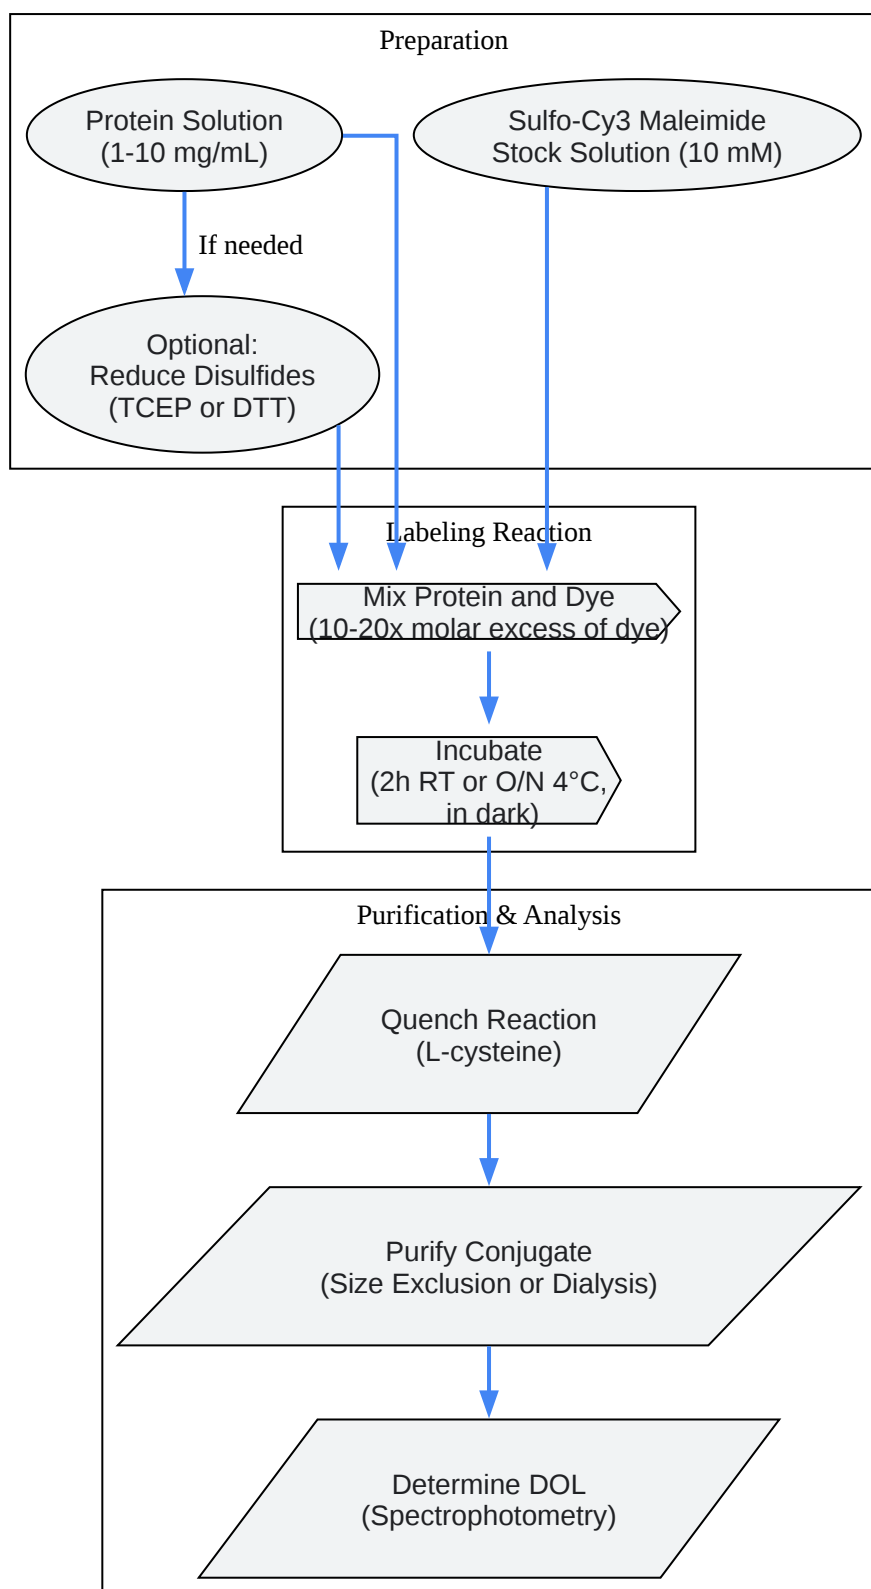 Preparation
Protein Solution
(1-10 mg/mL)
Sulfo-Cy3 Maleimide
Stock Solution (10 mM)
If needed
Optional:
Reduce Disulfides
(TCEP or DTT)
Labeling Reaction
Mix Protein and Dye
(10-20x molar excess of dye)
Incubate
(2h RT or O/N 4°C,
in dark)
Purification & Analysis
Quench Reaction
(L-cysteine)
Purify Conjugate
(Size Exclusion or Dialysis)
Determine DOL
(Spectrophotometry)